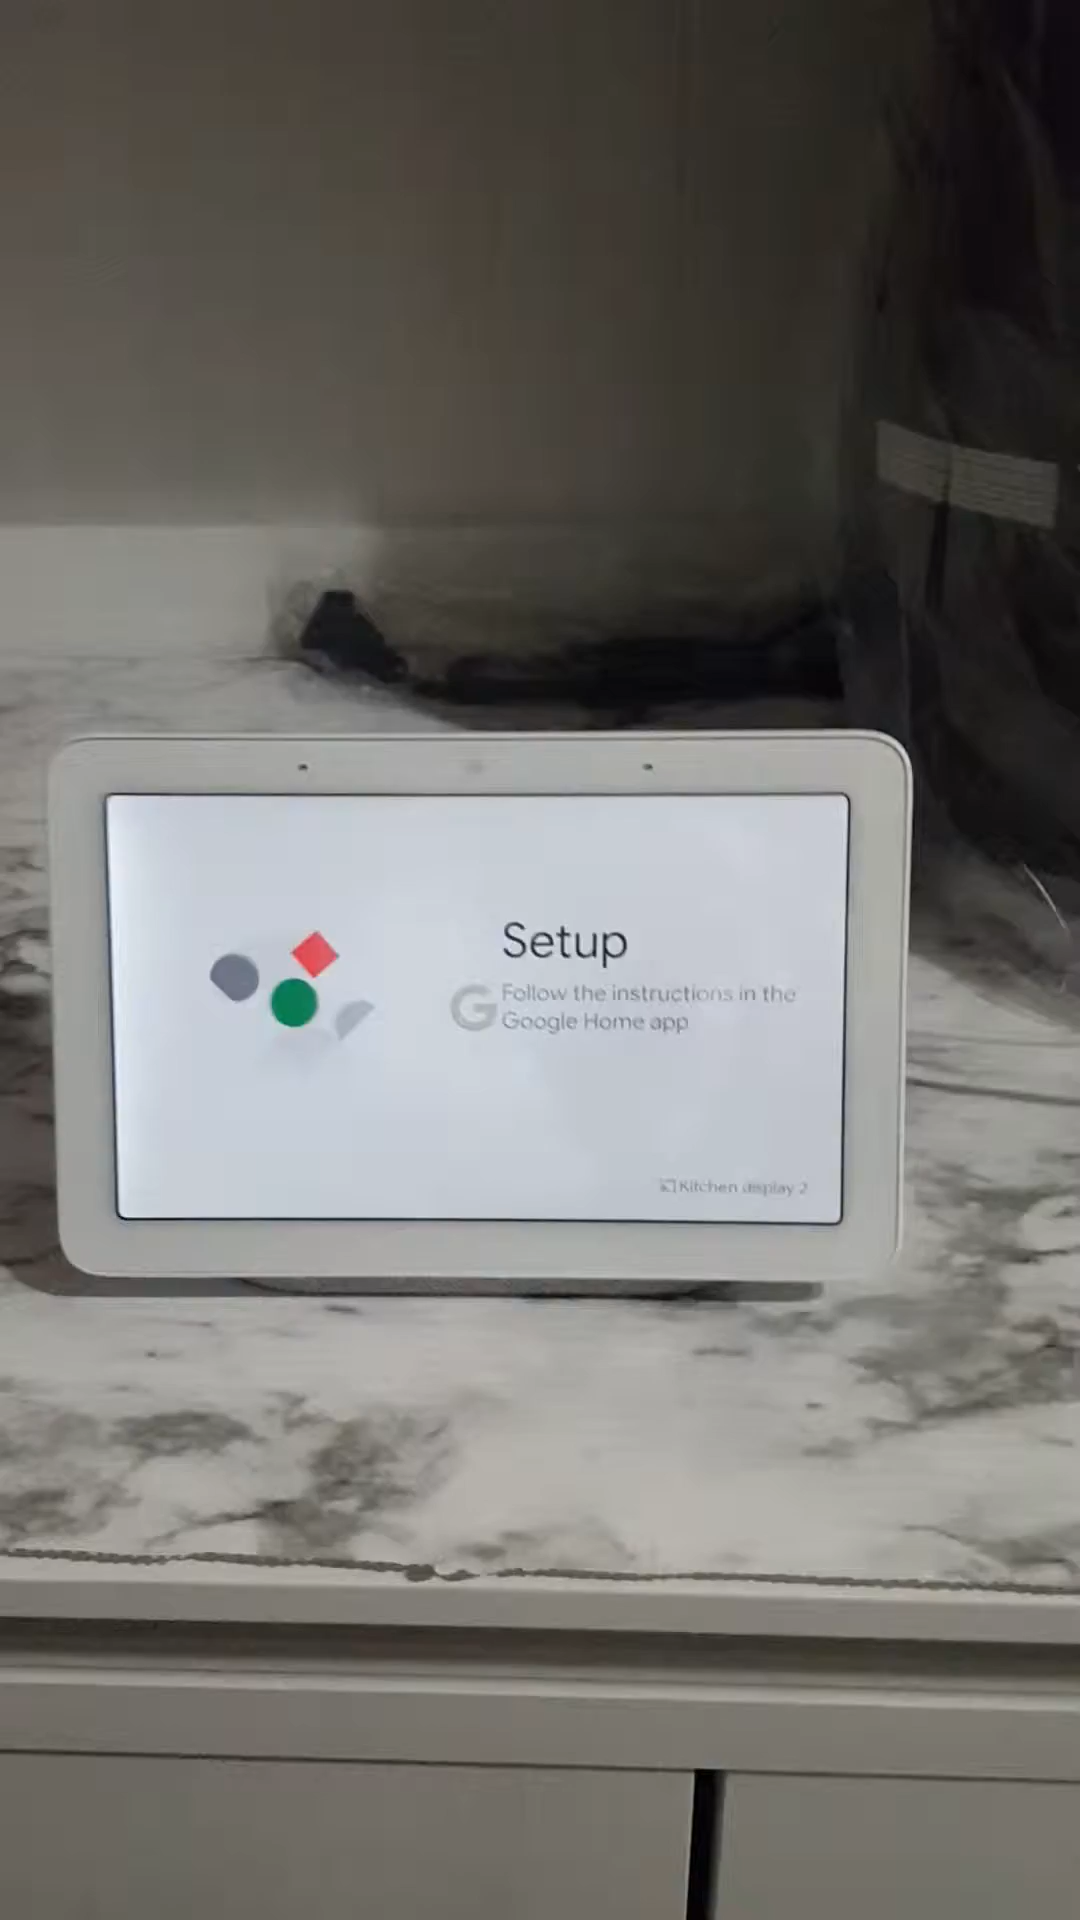 Setup
Follow the instructions in the
Google Home app
Kitchen display 2